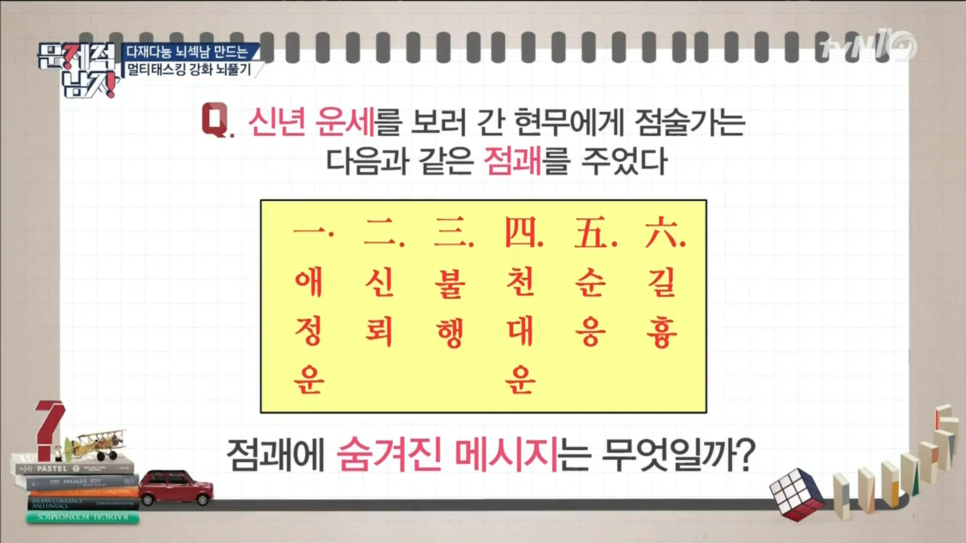 문제적
남자
다재다능 뇌섹남 만드는
멀티태스킹 강화 뇌풀기
tvN10
Q. 신년 운세를 보러 간 현무에게 점술가는
다음과 같은 점괘를 주었다
一. 二. 三. 四. 五. 六.
애 신 불 천 순 길
정 뢰 행 대 응 흉
운 운
점괘에 숨겨진 메시지는 무엇일까?
?
PASTEL
RADICAL ECONOMICS